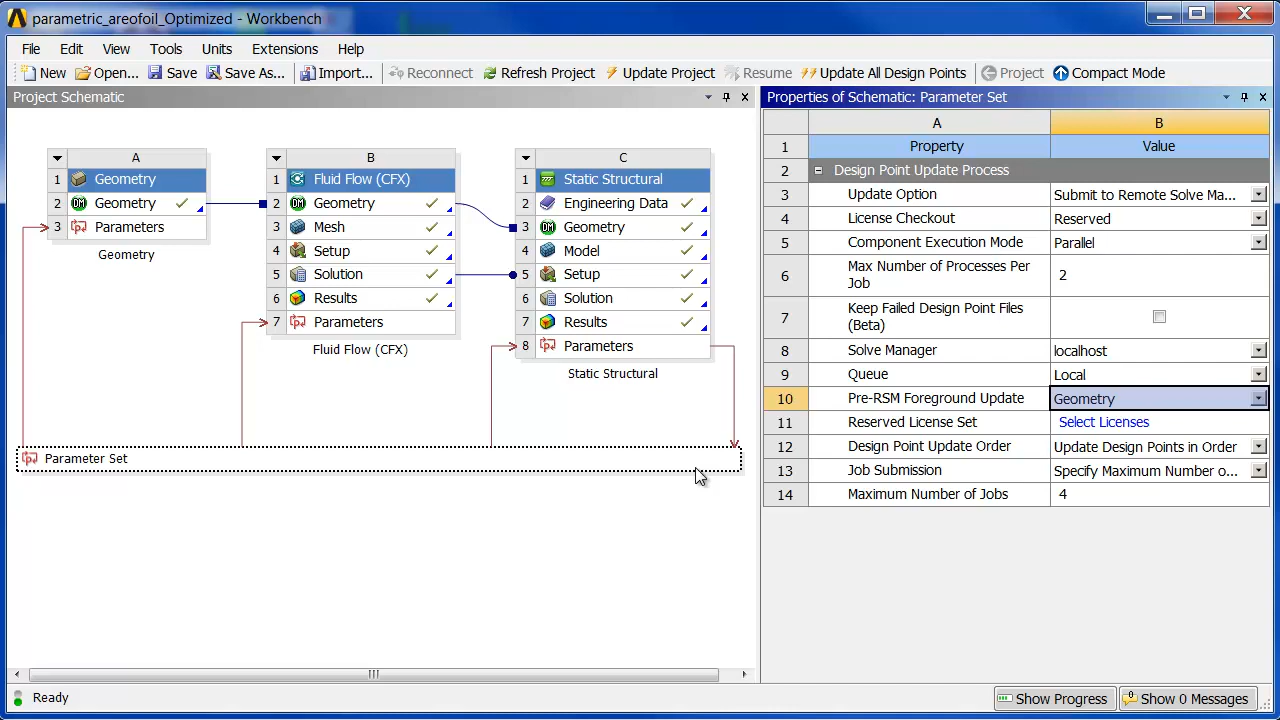 parametric_areofoil_Optimized - Workbench
File Edit View Tools Units Extensions Help
New Open... Save Save As... Import... Reconnect Refresh Project Update Project Resume Update All Design Points Project Compact Mode
Project Schematic
A
1 Geometry
2 DM Geometry
3 Parameters
Geometry
B
1 Fluid Flow (CFX)
2 DM Geometry
3 Mesh
4 Setup
5 Solution
6 Results
7 Parameters
Fluid Flow (CFX)
C
1 Static Structural
2 Engineering Data
3 DM Geometry
4 Model
5 Setup
6 Solution
7 Results
8 Parameters
Static Structural
Parameter Set
Properties of Schematic: Parameter Set
A B
1 Property Value
2 Design Point Update Process
3 Update Option Submit to Remote Solve Ma...
4 License Checkout Reserved
5 Component Execution Mode Parallel
6 Max Number of Processes Per Job 2
7 Keep Failed Design Point Files (Beta)
8 Solve Manager localhost
9 Queue Local
10 Pre-RSM Foreground Update Geometry
11 Reserved License Set Select Licenses
12 Design Point Update Order Update Design Points in Order
13 Job Submission Specify Maximum Number o...
14 Maximum Number of Jobs 4
Ready
Show Progress Show 0 Messages